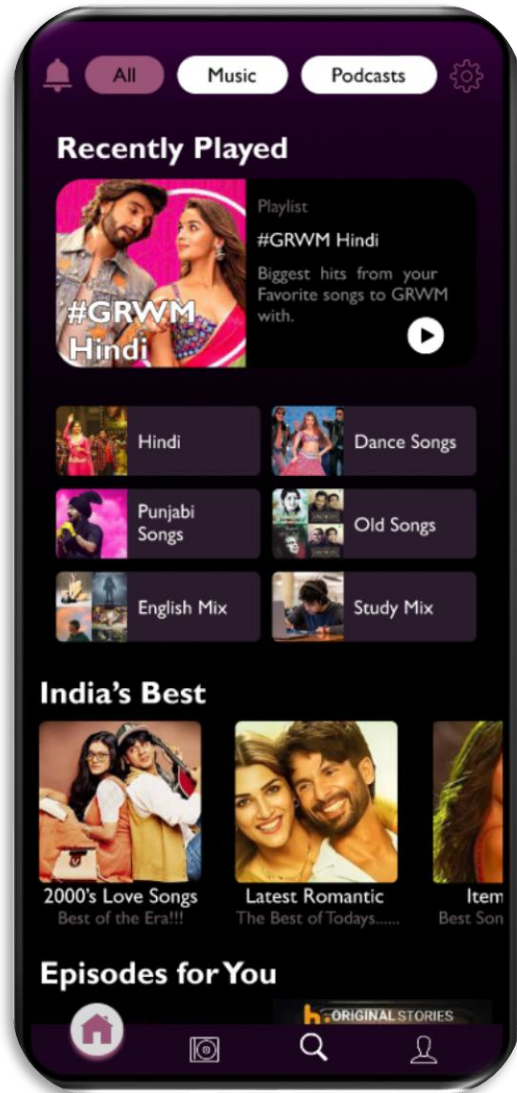 All
Music
Podcasts
Recently Played
#GRWM
Hindi
Playlist
#GRWM Hindi
Biggest hits from your
Favorite songs to GRWM
with.
Hindi
Dance Songs
Punjabi
Songs
Old Songs
English Mix
Study Mix
India's Best
2000's Love Songs
Best of the Era!!!
Latest Romantic
The Best of Todays......
Item
Best Son
Episodes for You
h. ORIGINAL STORIES